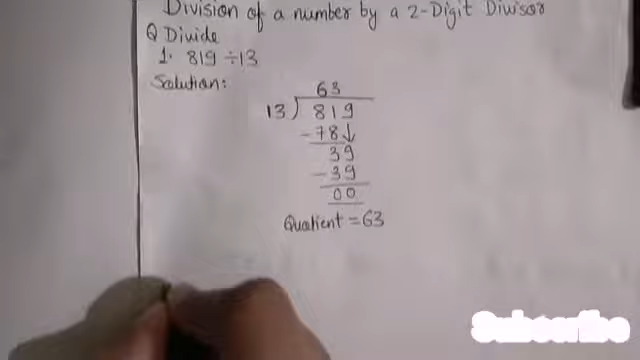 Division of a number by a 2-Digit Divisor
Q Divide
1. 819 ÷ 13
Solution:
63
13) 819
-78↓
39
-39
00
Quatient = 63
Subscribe